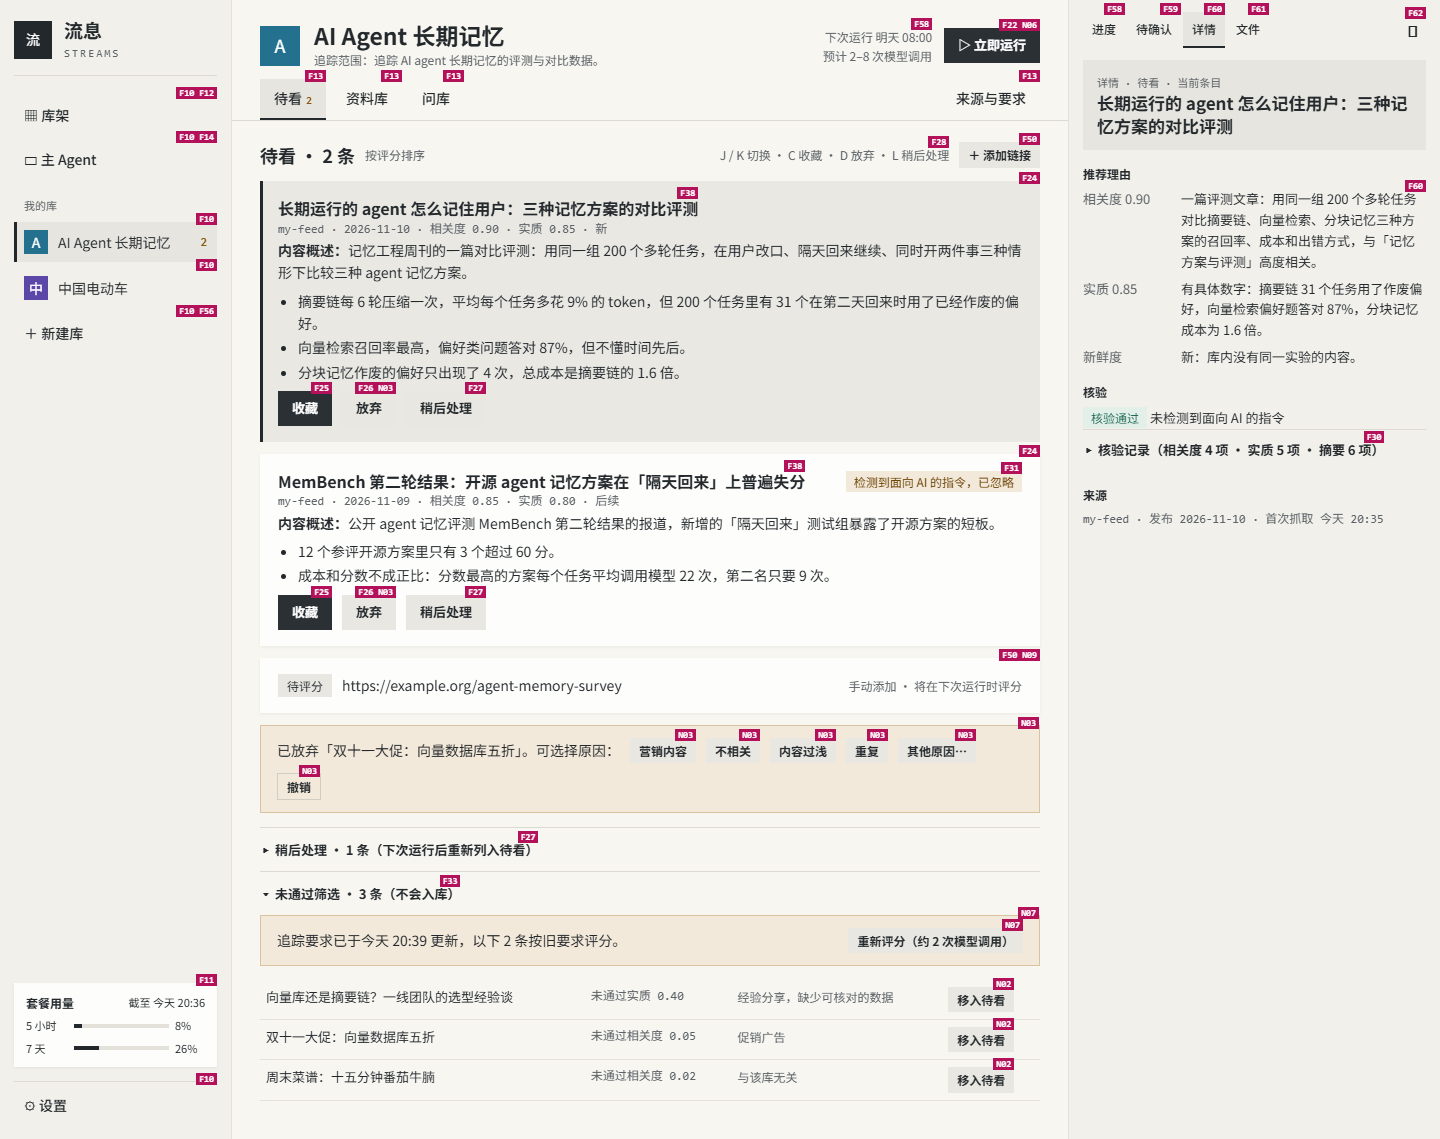 流
流息
STREAMS
F10 F12
库架
F10 F14
主 Agent
我的库
F10
A
AI Agent 长期记忆
2
F10
中
中国电动车
F10 F56
＋ 新建库
F11
套餐用量
截至 今天 20:36
5 小时
8%
7 天
26%
F10
设置
A
AI Agent 长期记忆
追踪范围：追踪 AI agent 长期记忆的评测与对比数据。
F58
下次运行 明天 08:00
预计 2–8 次模型调用
F22 N06
▷ 立即运行
F13
F13
F13
F13
待看 2
资料库
问库
来源与要求
待看 · 2 条
按评分排序
F28
J / K 切换 · C 收藏 · D 放弃 · L 稍后处理
F50
＋ 添加链接
F24
F38
长期运行的 agent 怎么记住用户：三种记忆方案的对比评测
my-feed · 2026-11-10 · 相关度 0.90 · 实质 0.85 · 新
内容概述：记忆工程周刊的一篇对比评测：用同一组 200 个多轮任务，在用户改口、隔天回来继续、同时开两件事三种情
形下比较三种 agent 记忆方案。
• 摘要链每 6 轮压缩一次，平均每个任务多花 9% 的 token，但 200 个任务里有 31 个在第二天回来时用了已经作废的偏
好。
• 向量检索召回率最高，偏好类问题答对 87%，但不懂时间先后。
• 分块记忆作废的偏好只出现了 4 次，总成本是摘要链的 1.6 倍。
F25
F26 N03
F27
收藏
放弃
稍后处理
F24
F38
MemBench 第二轮结果：开源 agent 记忆方案在「隔天回来」上普遍失分
F31
检测到面向 AI 的指令，已忽略
my-feed · 2026-11-09 · 相关度 0.85 · 实质 0.80 · 后续
内容概述：公开 agent 记忆评测 MemBench 第二轮结果的报道，新增的「隔天回来」测试组暴露了开源方案的短板。
• 12 个参评开源方案里只有 3 个超过 60 分。
• 成本和分数不成正比：分数最高的方案每个任务平均调用模型 22 次，第二名只要 9 次。
F25
F26 N03
F27
收藏
放弃
稍后处理
F50 N09
待评分
https://example.org/agent-memory-survey
手动添加 · 将在下次运行时评分
N03
已放弃「双十一大促：向量数据库五折」。可选择原因：
N03
营销内容
N03
不相关
N03
内容过浅
N03
重复
N03
其他原因…
N03
撤销
F27
▸ 稍后处理 · 1 条（下次运行后重新列入待看）
F33
▾ 未通过筛选 · 3 条（不会入库）
N07
N07
追踪要求已于今天 20:39 更新，以下 2 条按旧要求评分。
重新评分（约 2 次模型调用）
N02
向量库还是摘要链？一线团队的选型经验谈
未通过实质 0.40
经验分享，缺少可核对的数据
移入待看
N02
双十一大促：向量数据库五折
未通过相关度 0.05
促销广告
移入待看
N02
周末菜谱：十五分钟番茄牛腩
未通过相关度 0.02
与该库无关
移入待看
F58
F59
F60
F61
F62
进度
待确认
详情
文件
详情 · 待看 · 当前条目
长期运行的 agent 怎么记住用户：三种记
忆方案的对比评测
推荐理由
F60
相关度 0.90
一篇评测文章：用同一组 200 个多轮任务
对比摘要链、向量检索、分块记忆三种方
案的召回率、成本和出错方式，与「记忆
方案与评测」高度相关。
实质 0.85
有具体数字：摘要链 31 个任务用了作废偏
好，向量检索偏好题答对 87%，分块记忆
成本为 1.6 倍。
新鲜度
新：库内没有同一实验的内容。
核验
核验通过
未检测到面向 AI 的指令
F30
▸ 核验记录（相关度 4 项 · 实质 5 项 · 摘要 6 项）
来源
my-feed · 发布 2026-11-10 · 首次抓取 今天 20:35